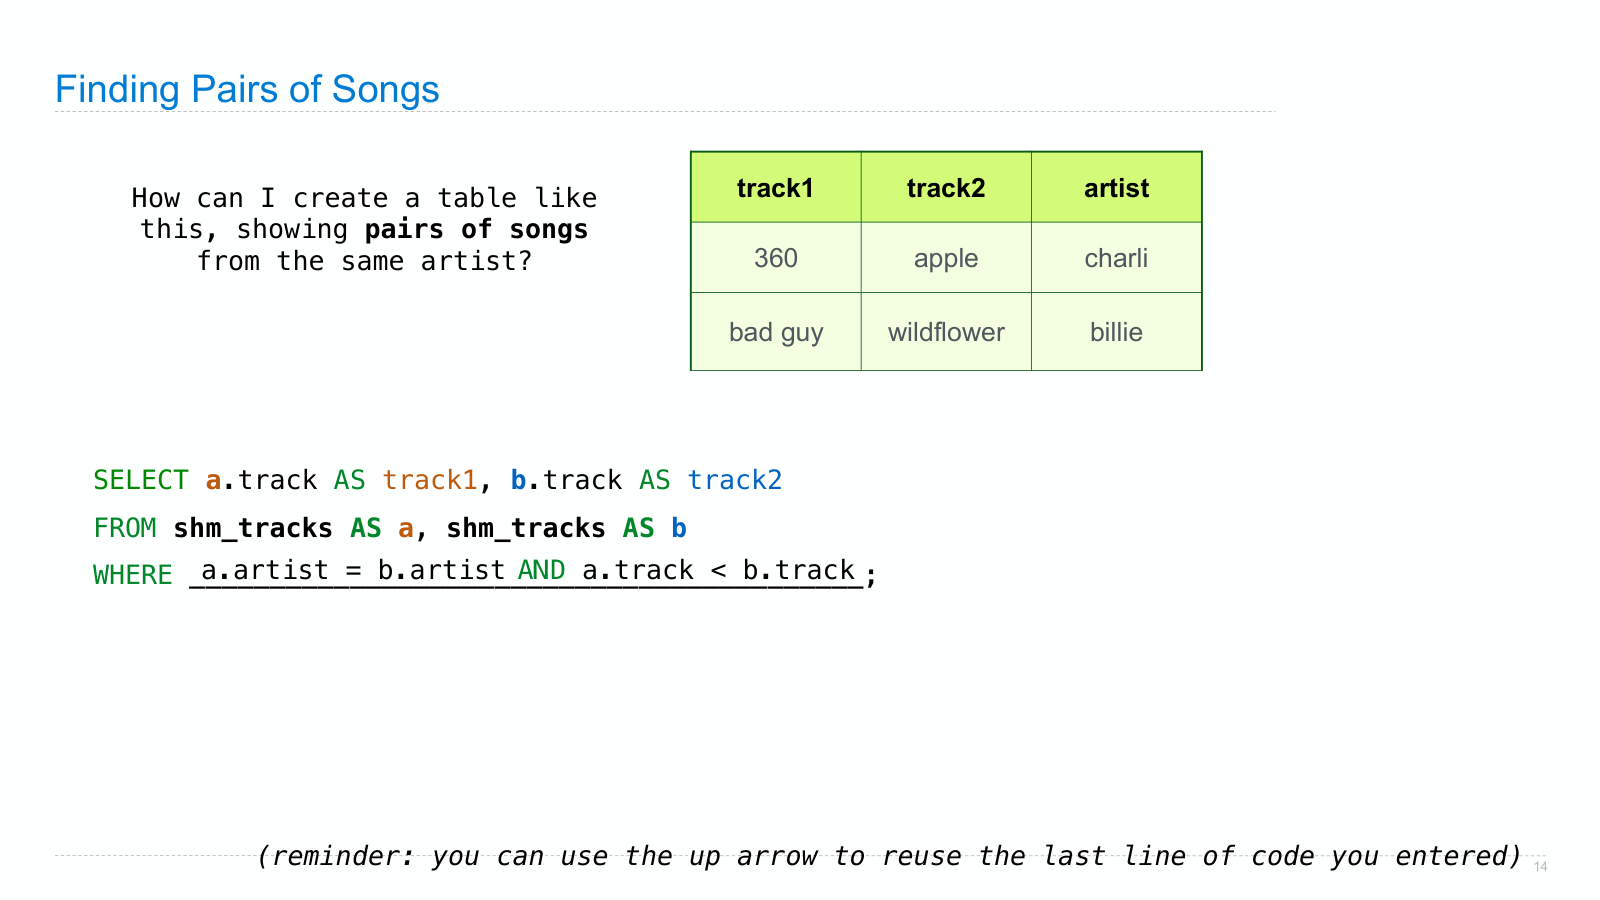 Finding Pairs of Songs
How can I create a table like
this, showing pairs of songs
from the same artist?
track1 track2 artist
360 apple charli
bad guy wildflower billie
SELECT a.track AS track1, b.track AS track2
FROM shm_tracks AS a, shm_tracks AS b
WHERE a.artist = b.artist AND a.track < b.track;
(reminder: you can use the up arrow to reuse the last line of code you entered)
14